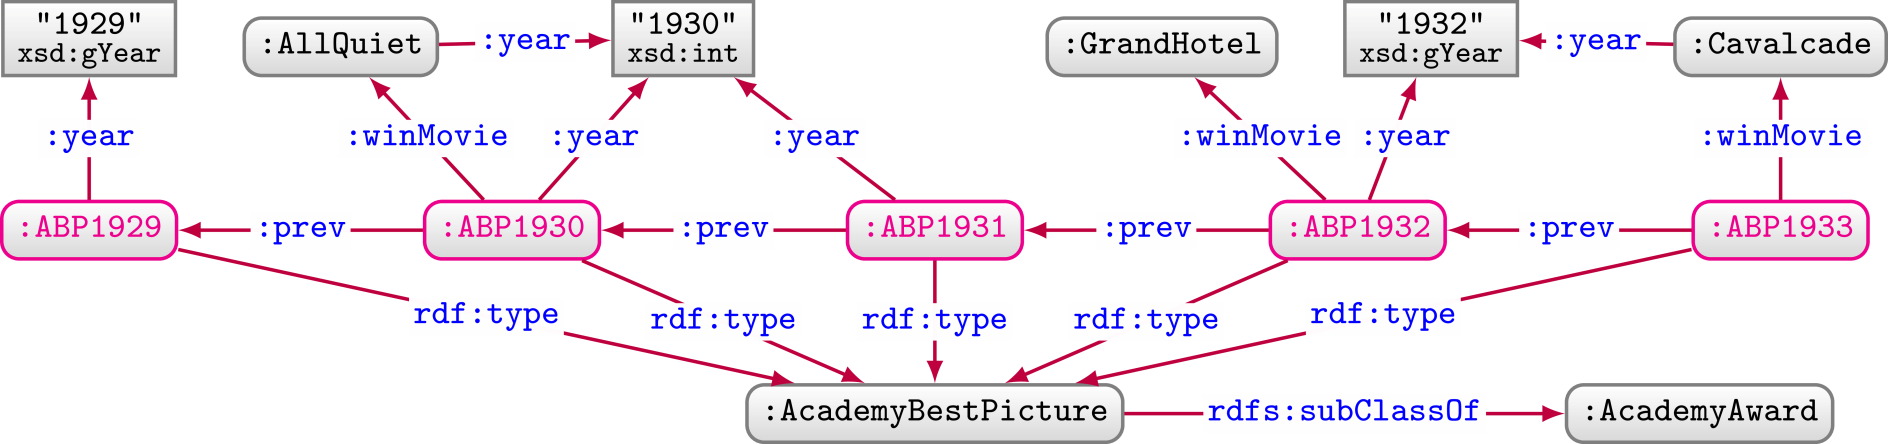 "1929"
xsd:gYear
:AllQuiet
:year
"1930"
xsd:int
:GrandHotel
"1932"
xsd:gYear
:year
:Cavalcade
:year
:winMovie
:year
:year
:winMovie
:year
:winMovie
:ABP1929
:prev
:ABP1930
:prev
:ABP1931
:prev
:ABP1932
:prev
:ABP1933
rdf:type
rdf:type
rdf:type
rdf:type
rdf:type
:AcademyBestPicture
rdfs:subClassOf
:AcademyAward